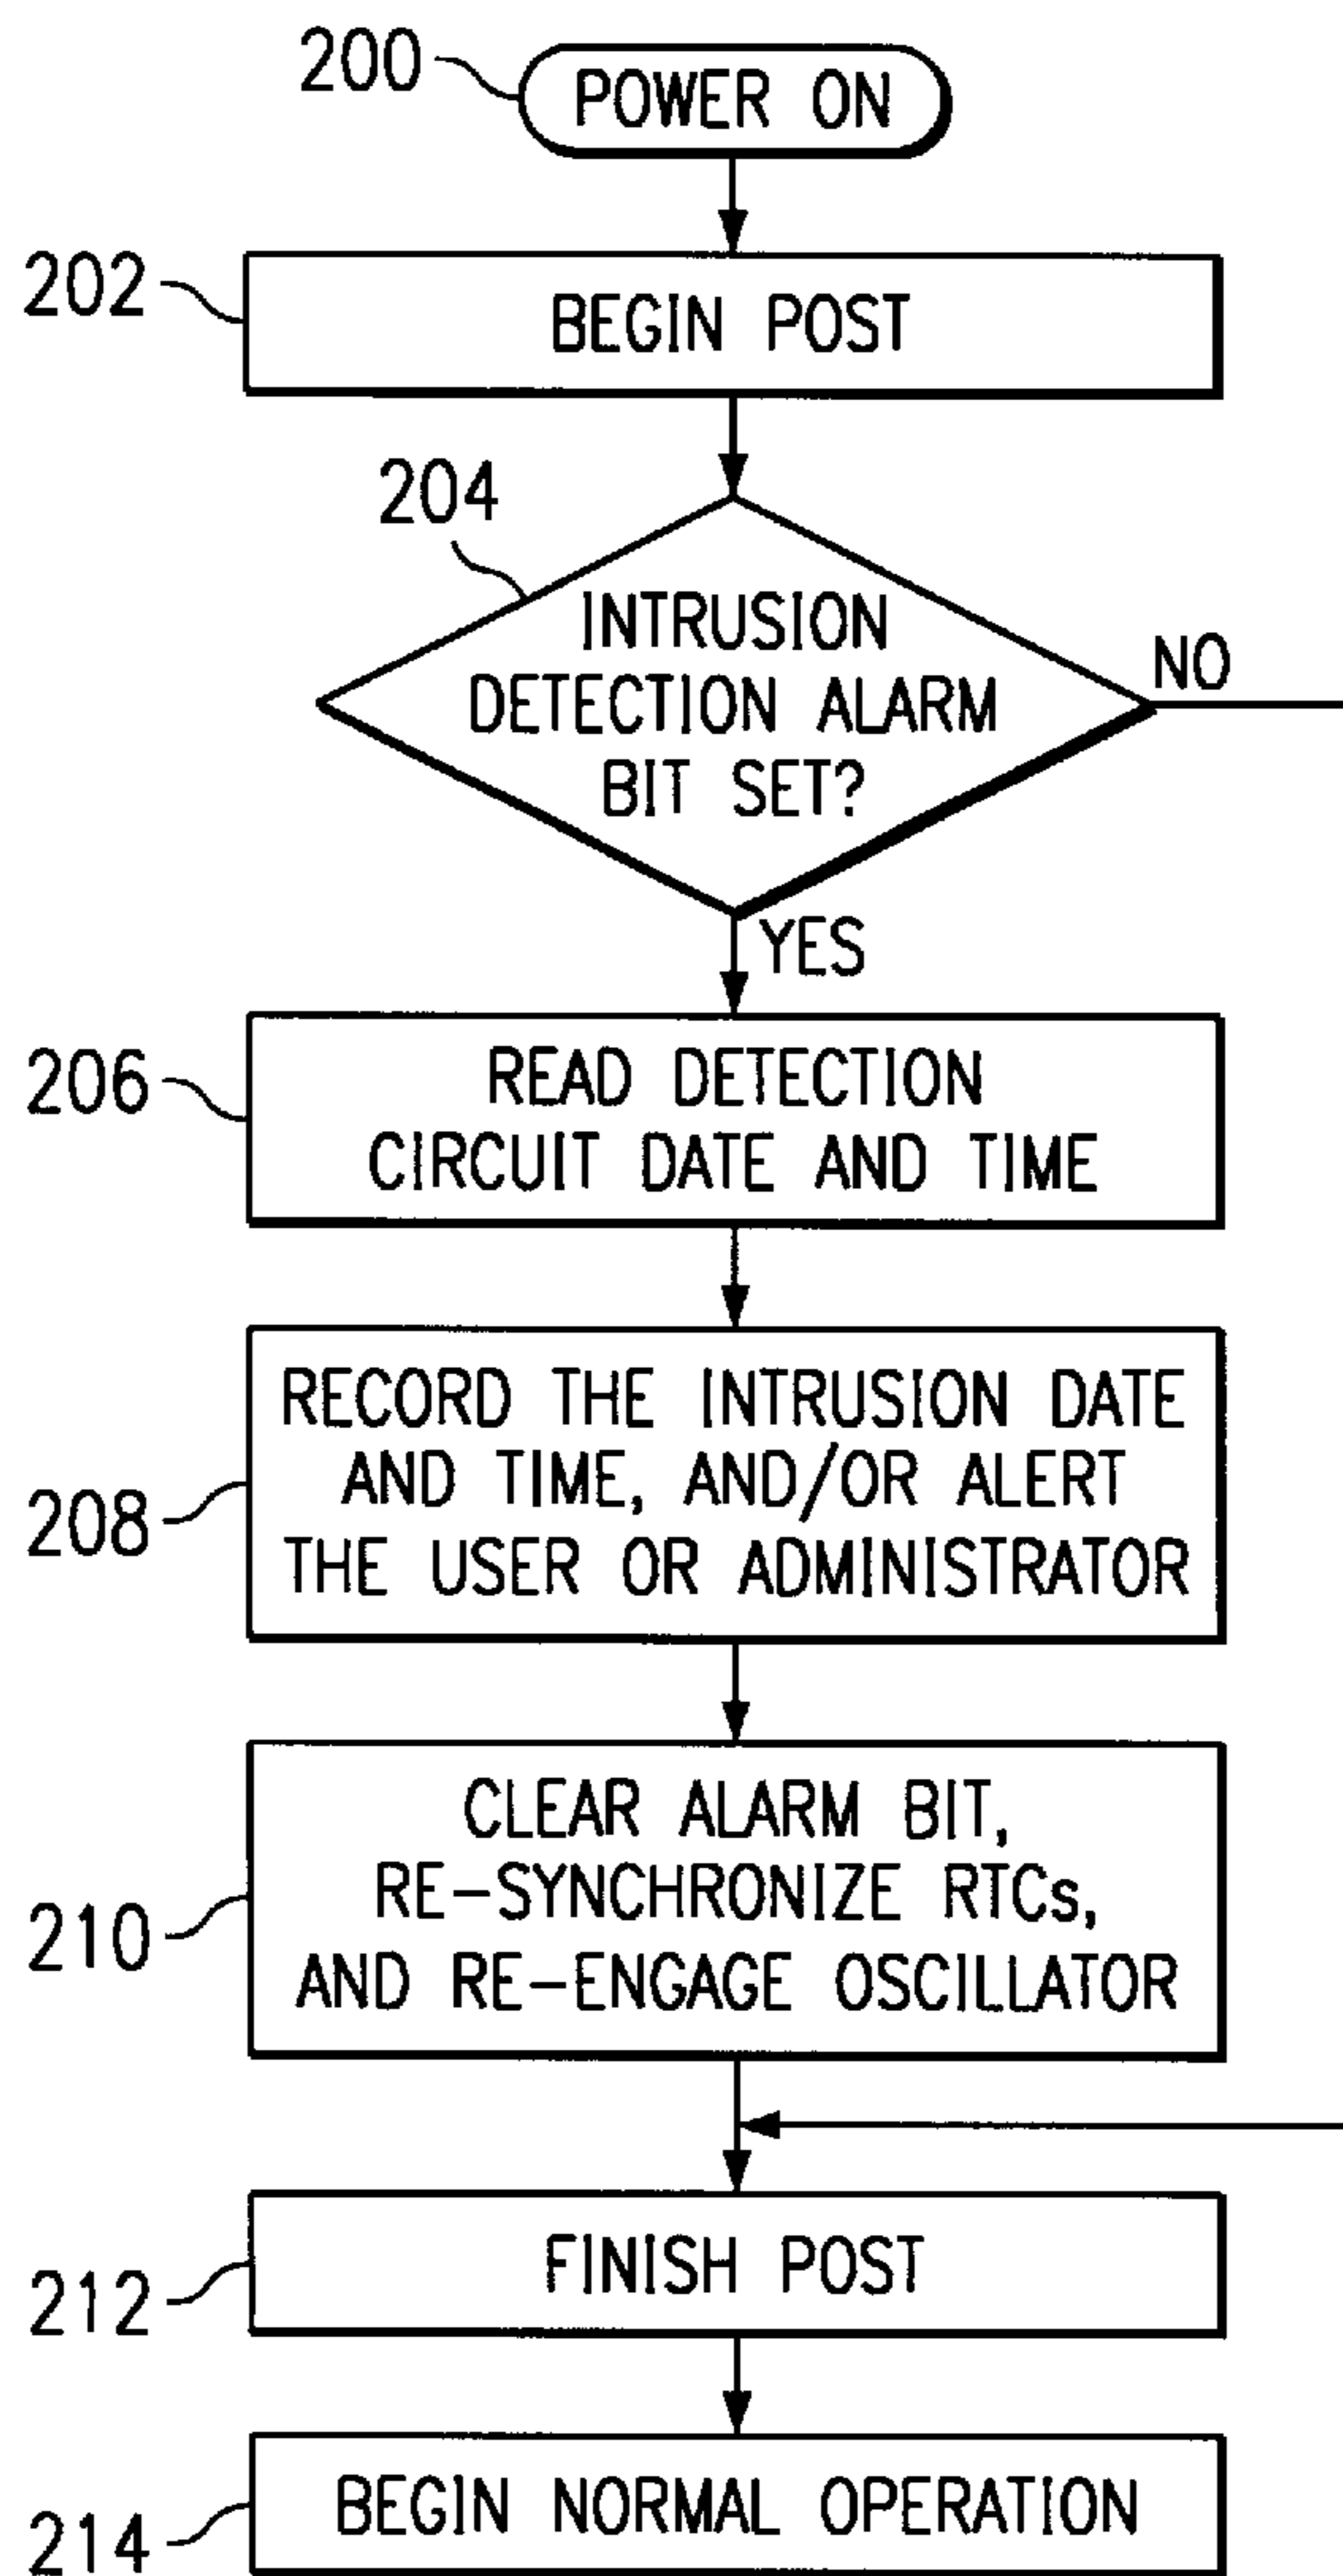 200
POWER ON
202
BEGIN POST
204
INTRUSION
DETECTION ALARM
BIT SET?
NO
YES
206
READ DETECTION
CIRCUIT DATE AND TIME
208
RECORD THE INTRUSION DATE
AND TIME, AND/OR ALERT
THE USER OR ADMINISTRATOR
210
CLEAR ALARM BIT,
RE-SYNCHRONIZE RTCs,
AND RE-ENGAGE OSCILLATOR
212
FINISH POST
214
BEGIN NORMAL OPERATION